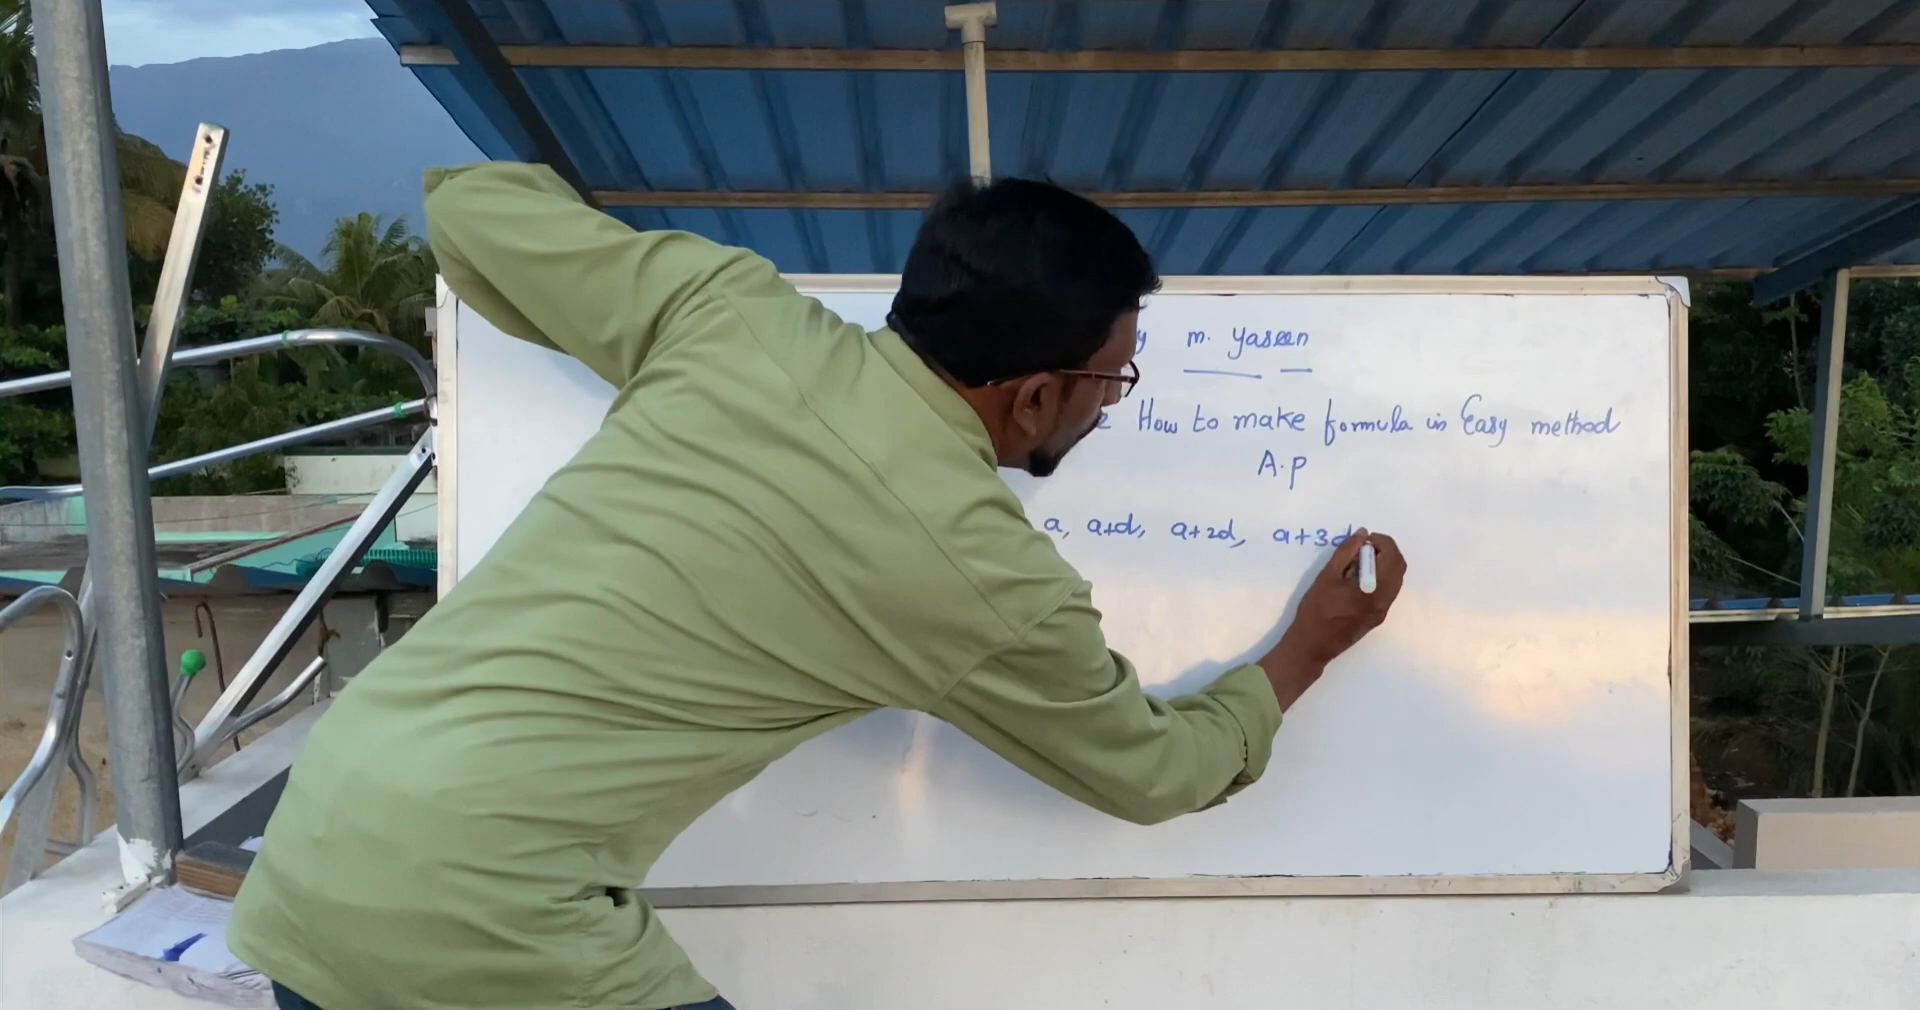 m. Yaseen
How to make formula in Easy method
A.P
a, a+d, a+2d, a+3d